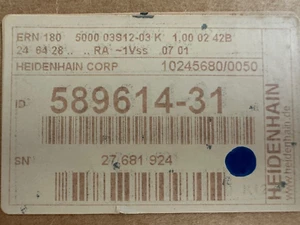 ERN 180 5000 03S12-03 K 1,00 02 42B
24 64 28 .. .. RA ~1Vss .07 01
HEIDENHAIN CORP 10245680/0050
ID 589614-31
SN 27 681 924
HEIDENHAIN
www.heidenhain.de